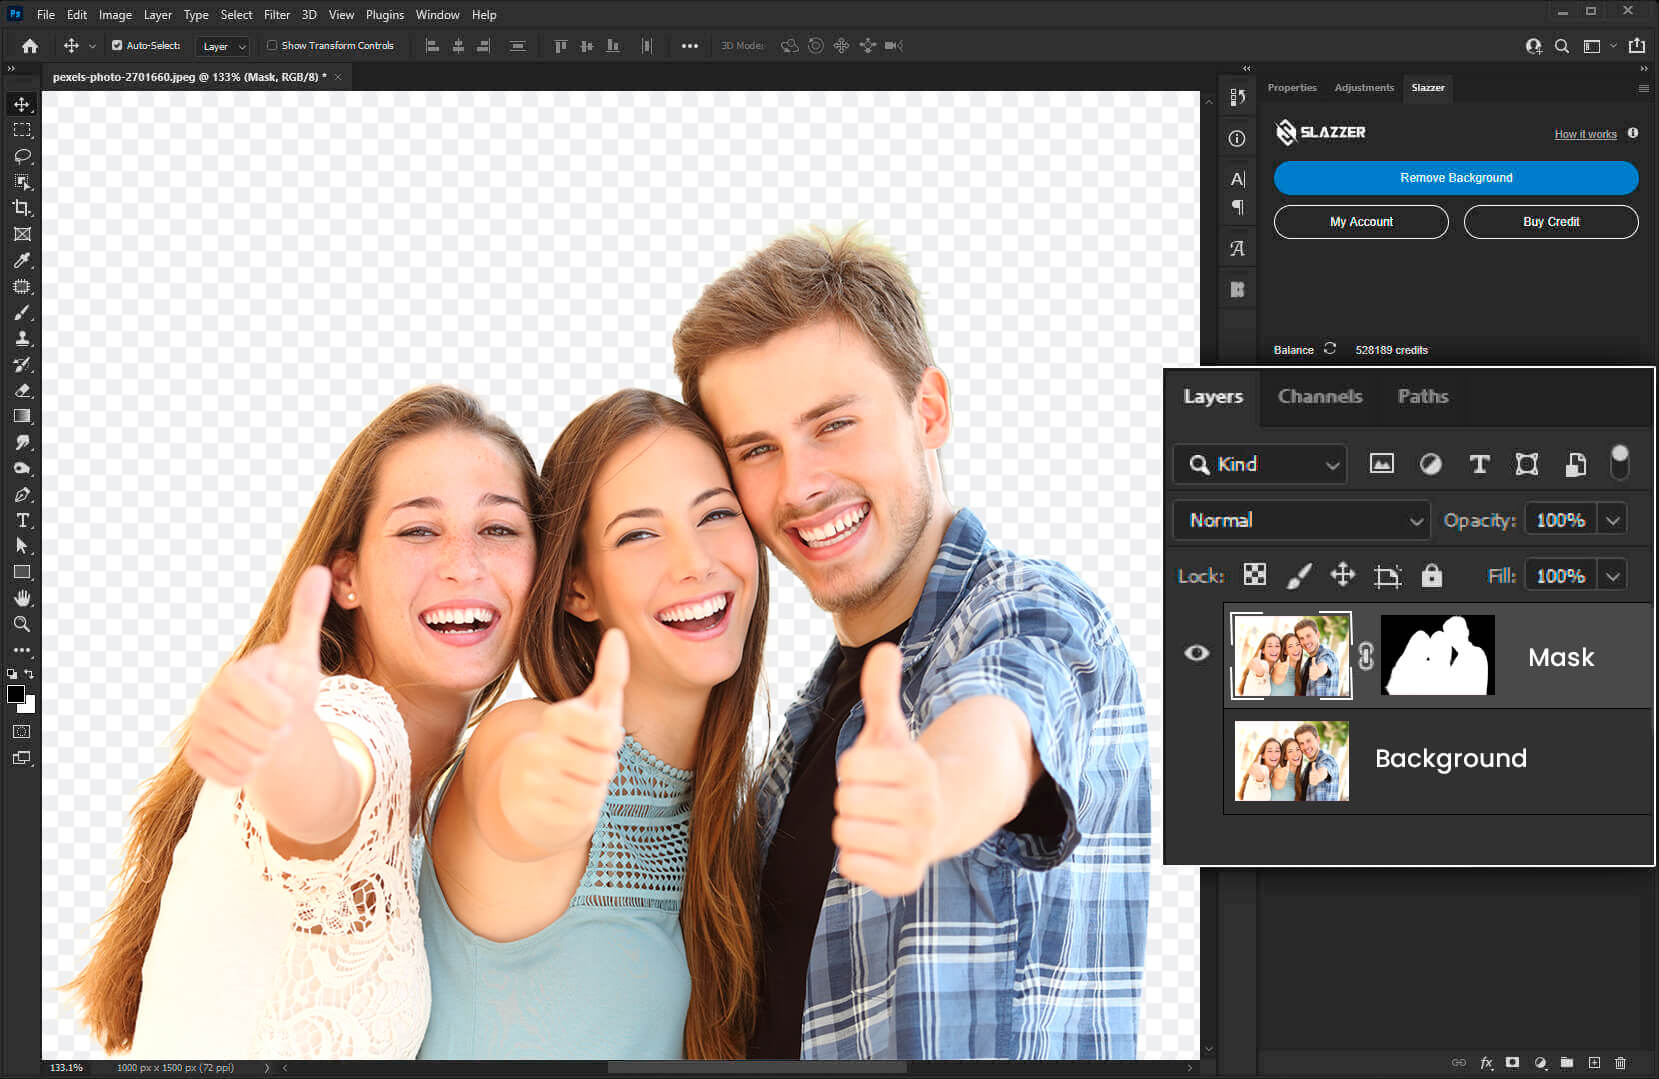 Ps File Edit Image Layer Type Select Filter 3D View Plugins Window Help
Auto-Select: Layer Show Transform Controls 3D Mode:
pexels-photo-2701660.jpeg @ 133% (Mask, RGB/8) *
Properties Adjustments Slazzer
SLAZZER How it works
Remove Background
My Account Buy Credit
Balance 528189 credits
Layers Channels Paths
Kind
Normal Opacity: 100%
Lock: Fill: 100%
Mask
Background
133.1% 1000 px x 1500 px (72 ppi)
fx